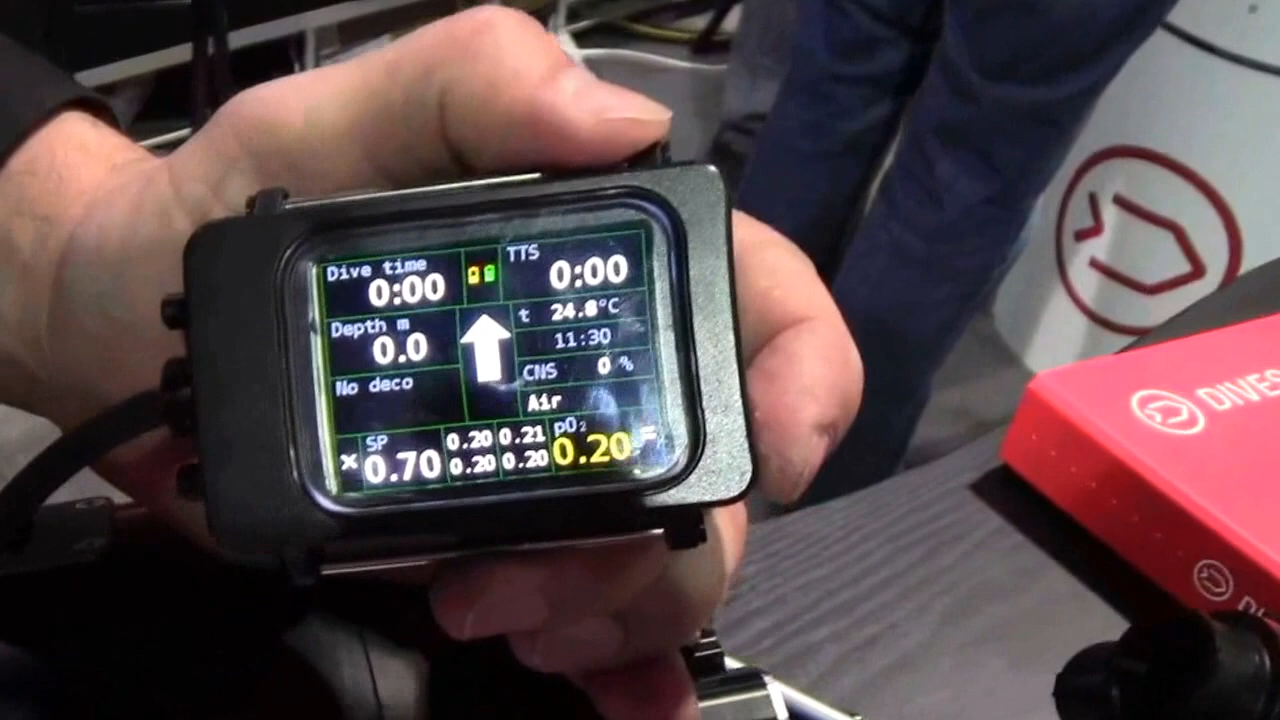 Dive time
0:00
TTS
0:00
Depth m
0.0
t 24.8°C
11:30
No deco
CNS 0 %
Air
SP
x 0.70
0.20 0.21
0.20 0.20
pO₂
0.20 =
DIVES